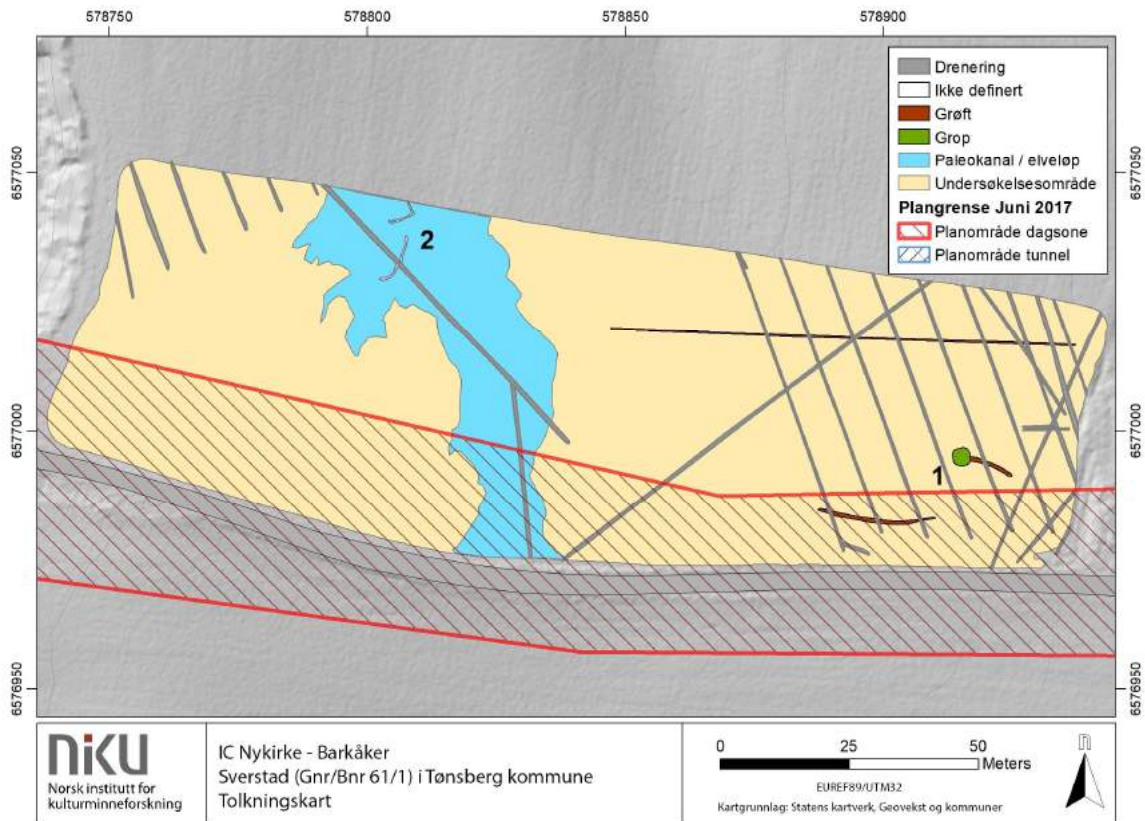 578750 578800 578850 578900
6577050
6577000
6576950
6577050
6577000
6576950
Drenering
Ikke definert
Grøft
Grop
Paleokanal / elveløp
Undersøkelsesområde
Plangrense Juni 2017
Planområde dagsone
Planområde tunnel
2
1
niKU
Norsk institutt for
kulturminneforskning
IC Nykirke - Barkåker
Sverstad (Gnr/Bnr 61/1) i Tønsberg kommune
Tolkningskart
0 25 50
Meters
EUREF89/UTM32
Kartgrunnlag: Statens kartverk, Geovekst og kommuner
n